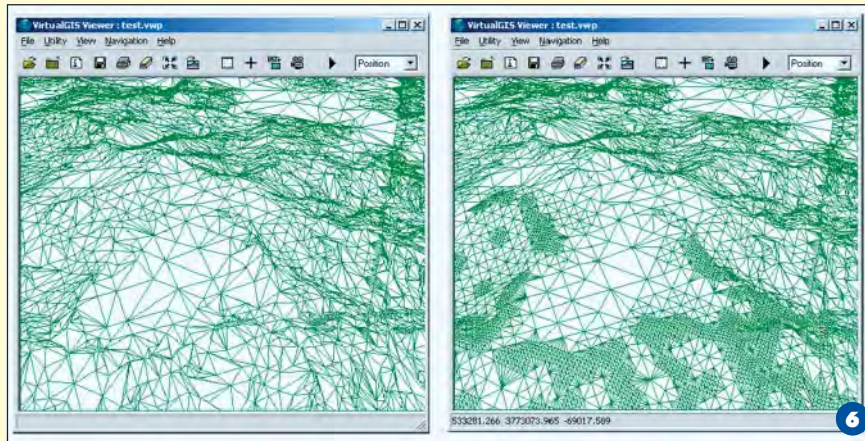 VirtualGIS Viewer : test.vwp
File Utility View Navigation Help
Position
VirtualGIS Viewer : test.vwp
File Utility View Navigation Help
Position
533281.266 3773073.965 -69017.589
6